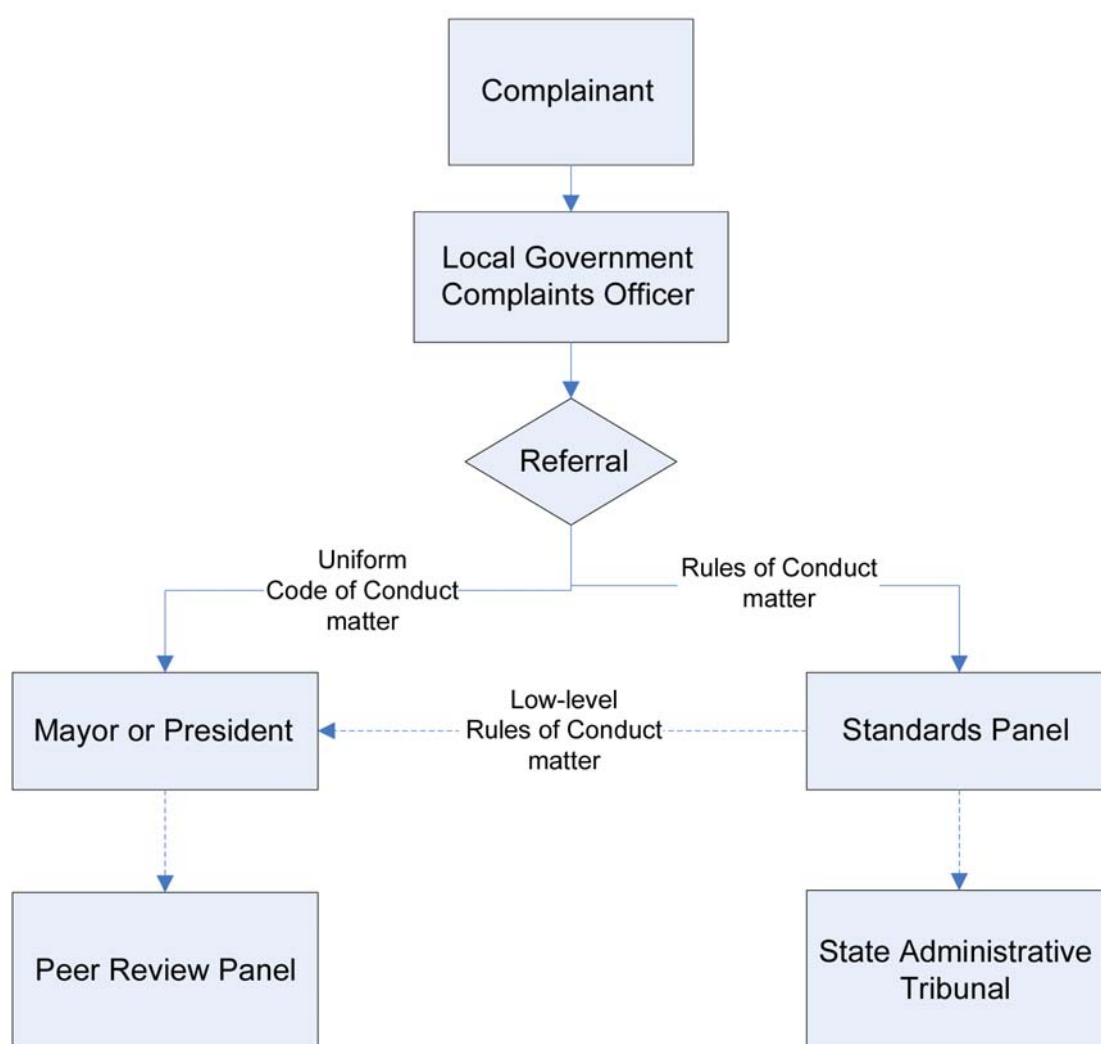 Complainant
Local Government
Complaints Officer
Referral
Uniform
Code of Conduct
matter
Rules of Conduct
matter
Mayor or President
Low-level
Rules of Conduct
matter
Standards Panel
Peer Review Panel
State Administrative
Tribunal